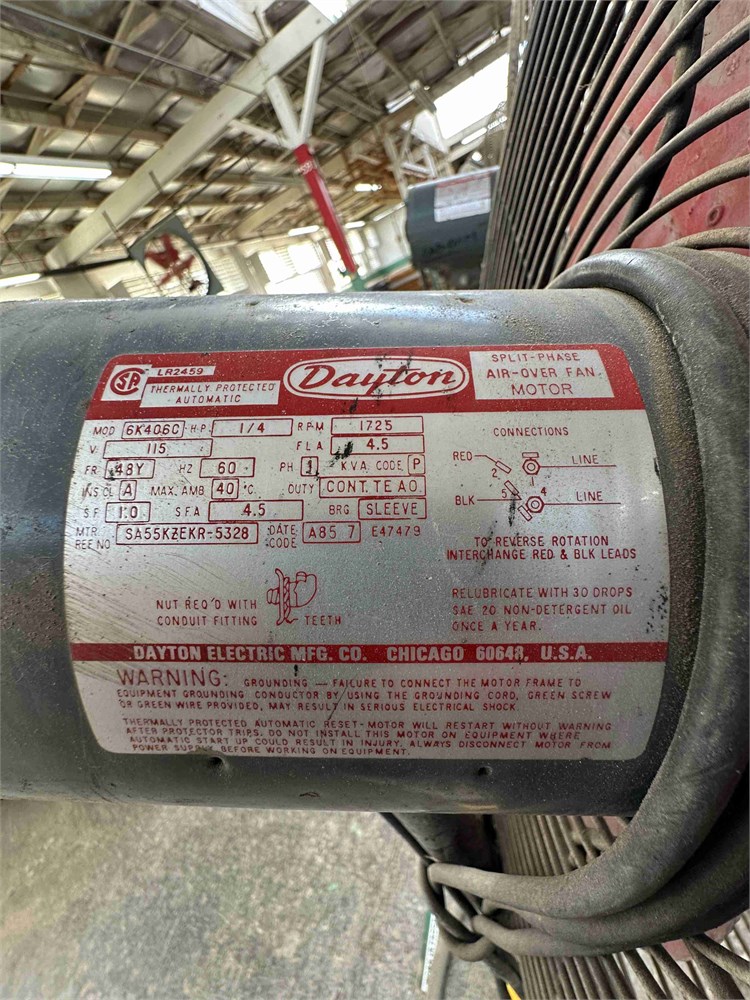 LR2459
THERMALLY PROTECTED
AUTOMATIC
Dayton
SPLIT-PHASE
AIR-OVER FAN
MOTOR
MOD 6K406C H.P. 1/4 RPM 1725
V. 115 FLA 4.5
FR 48Y HZ 60 PH 1 KVA CODE P
INS CL A MAX. AMB 40 °C DUTY CONT. TE AO
S F 1.0 S F A 4.5 BRG SLEEVE
MTR. REF NO SA55KZEKR-5328 DATE CODE A85 7 E47479
CONNECTIONS
RED 2 1 LINE
BLK 5 4 LINE
TO REVERSE ROTATION
INTERCHANGE RED & BLK LEADS
NUT REQ'D WITH
CONDUIT FITTING TEETH
RELUBRICATE WITH 30 DROPS
SAE 20 NON-DETERGENT OIL
ONCE A YEAR.
DAYTON ELECTRIC MFG. CO. CHICAGO 60648, U.S.A.
WARNING: GROUNDING — FAILURE TO CONNECT THE MOTOR FRAME TO
EQUIPMENT GROUNDING CONDUCTOR BY USING THE GROUNDING CORD, GREEN SCREW
OR GREEN WIRE PROVIDED, MAY RESULT IN SERIOUS ELECTRICAL SHOCK.
THERMALLY PROTECTED AUTOMATIC RESET-MOTOR WILL RESTART WITHOUT WARNING
AFTER PROTECTOR TRIPS. DO NOT INSTALL THIS MOTOR ON EQUIPMENT WHERE
AUTOMATIC START UP COULD RESULT IN INJURY. ALWAYS DISCONNECT MOTOR FROM
POWER SUPPLY BEFORE WORKING ON EQUIPMENT.